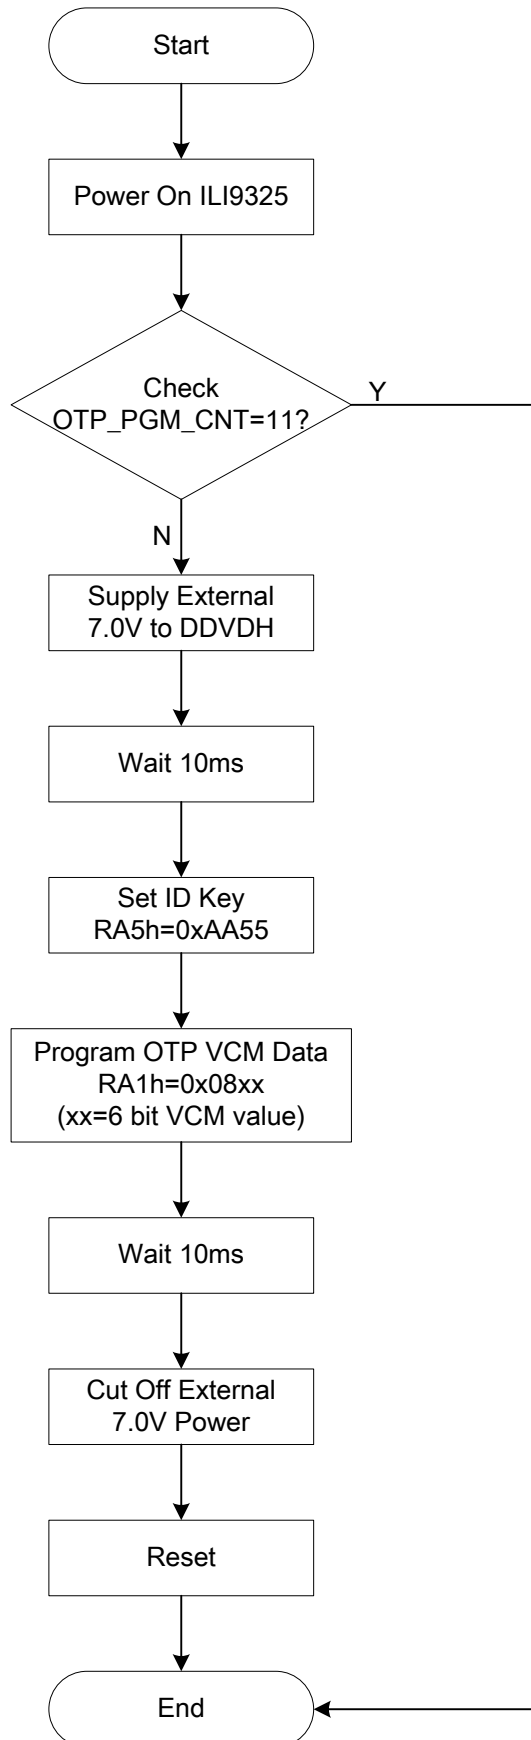 Start
Power On ILI9325
Check
OTP_PGM_CNT=11?
Y
N
Supply External
7.0V to DDVDH
Wait 10ms
Set ID Key
RA5h=0xAA55
Program OTP VCM Data
RA1h=0x08xx
(xx=6 bit VCM value)
Wait 10ms
Cut Off External
7.0V Power
Reset
End